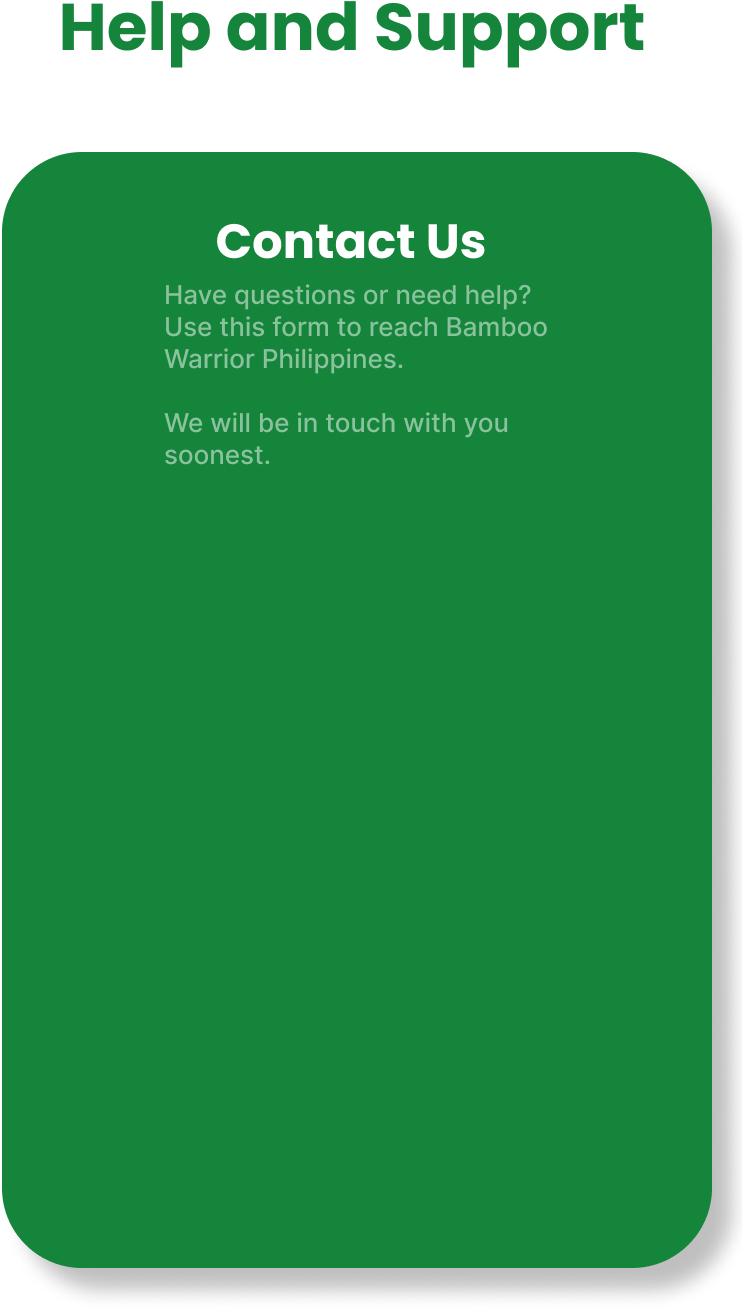 Help and Support
Contact Us
Have questions or need help?
Use this form to reach Bamboo
Warrior Philippines.
We will be in touch with you
soonest.